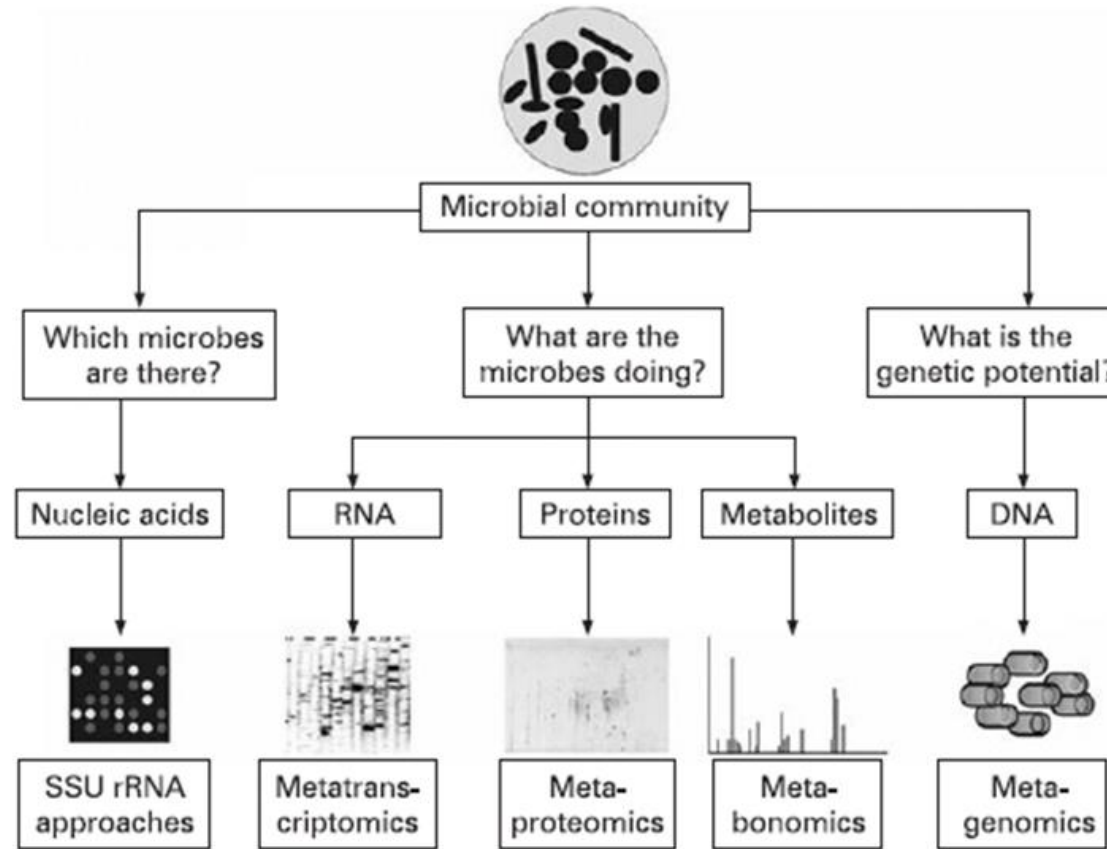 Microbial community
Which microbes
are there?
What are the
microbes doing?
What is the
genetic potential?
Nucleic acids
RNA
Proteins
Metabolites
DNA
SSU rRNA
approaches
Metatrans-
criptomics
Meta-
proteomics
Meta-
bonomics
Meta-
genomics